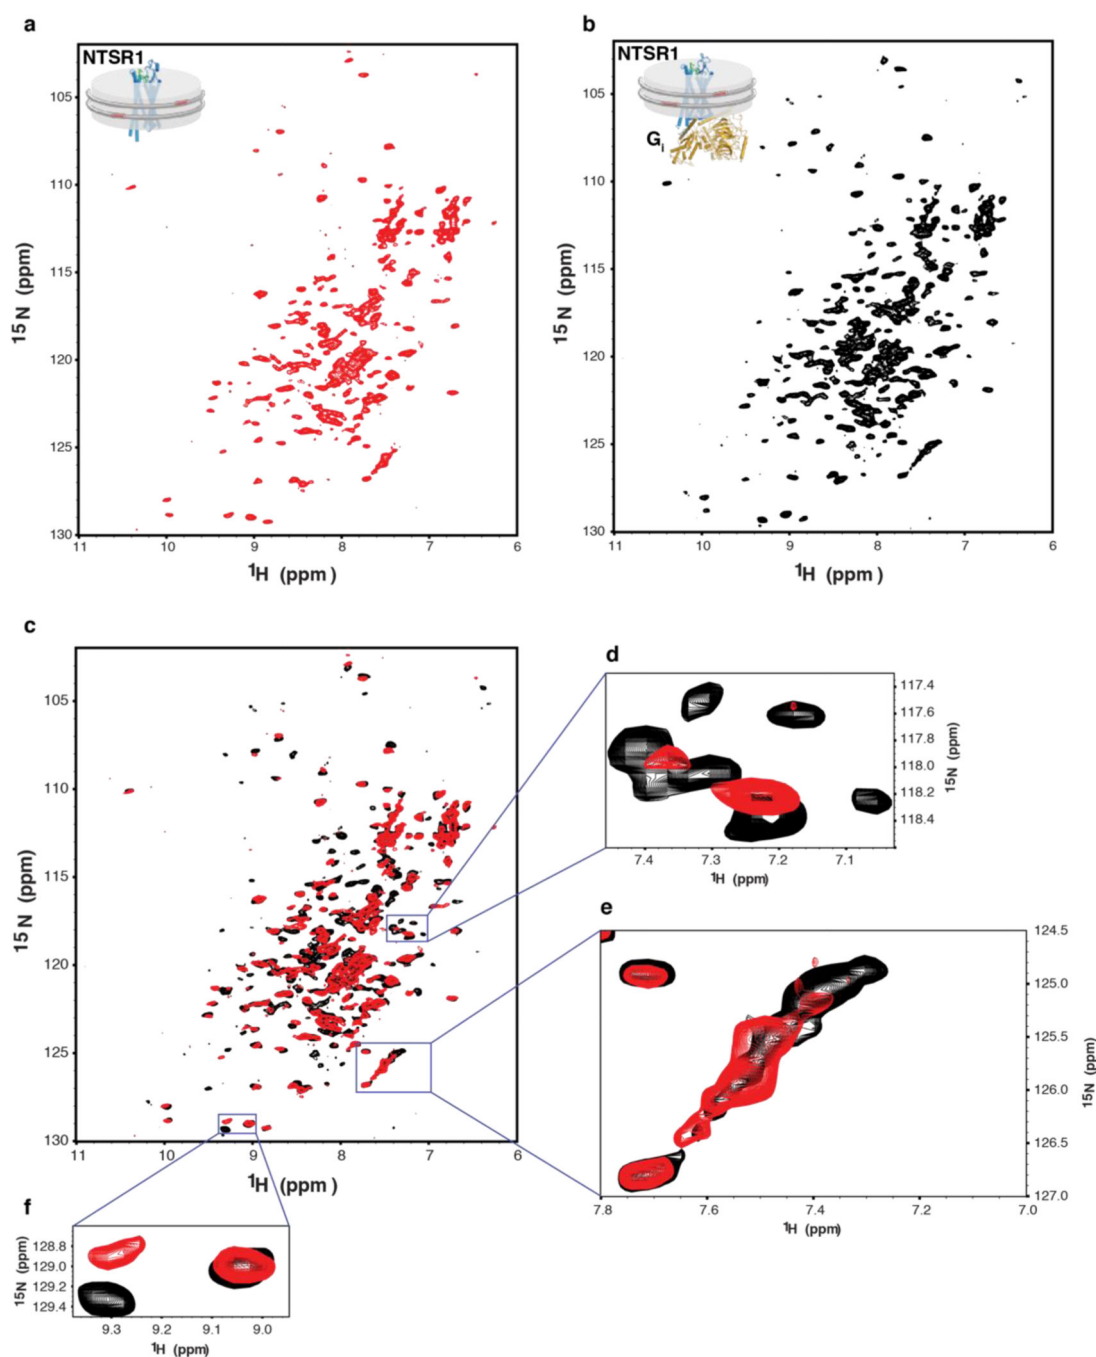 a
NTSR1
105
110
115
120
125
130
15N (ppm)
11 10 9 8 7 6
1H (ppm)
b
NTSR1
Gi
105
110
115
120
125
130
15N (ppm)
11 10 9 8 7 6
1H (ppm)
c
105
110
115
120
125
130
15N (ppm)
11 10 9 8 7 6
1H (ppm)
d
117.4
117.6
117.8
118.0
118.2
118.4
15N (ppm)
7.4 7.3 7.2 7.1
1H (ppm)
e
124.5
125.0
125.5
126.0
126.5
127.0
15N (ppm)
7.8 7.6 7.4 7.2 7.0
1H (ppm)
f
128.8
129.0
129.2
129.4
15N (ppm)
9.3 9.2 9.1 9.0
1H (ppm)